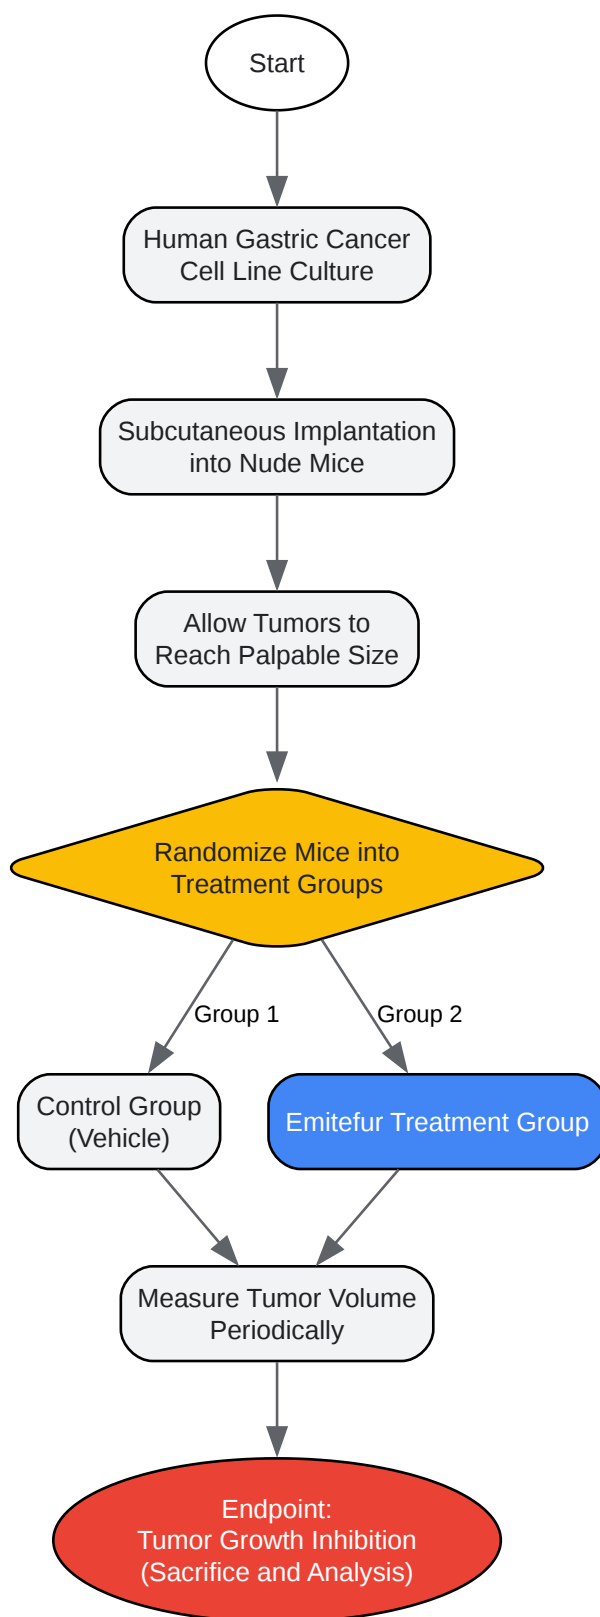 Start
Human Gastric Cancer
Cell Line Culture
Subcutaneous Implantation
into Nude Mice
Allow Tumors to
Reach Palpable Size
Randomize Mice into
Treatment Groups
Group 1
Group 2
Control Group
(Vehicle)
Emitefur Treatment Group
Measure Tumor Volume
Periodically
Endpoint:
Tumor Growth Inhibition
(Sacrifice and Analysis)